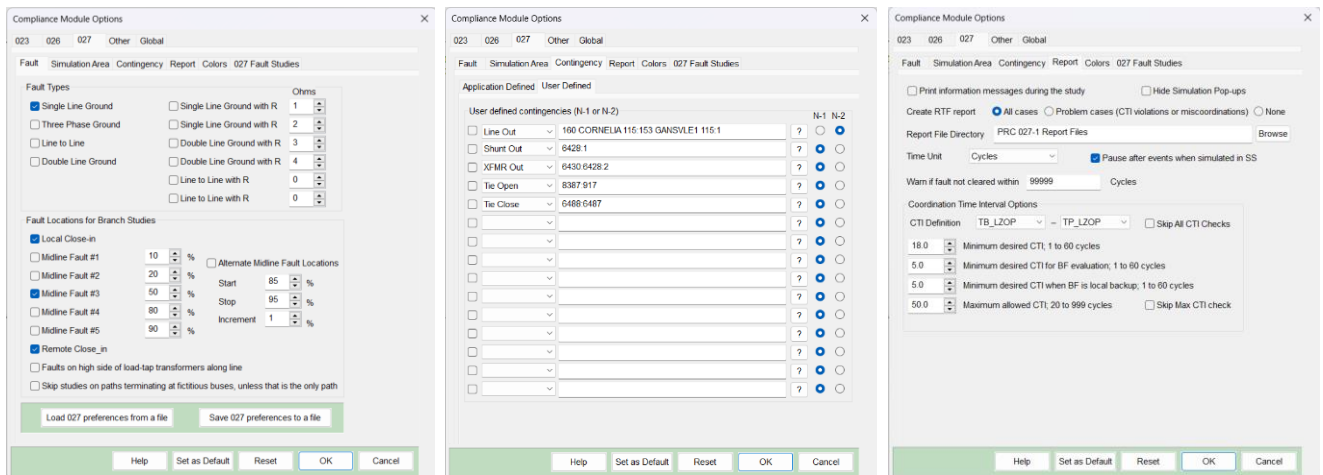 Compliance Module Options
023 026 027 Other Global
Fault Simulation Area Contingency Report Colors 027 Fault Studies
Fault Types
Ohms
Single Line Ground Single Line Ground with R 1
Three Phase Ground Single Line Ground with R 2
Line to Line Double Line Ground with R 3
Double Line Ground Double Line Ground with R 4
Line to Line with R 0
Line to Line with R 0
Fault Locations for Branch Studies
Local Close-in
Midline Fault #1 10 % Alternate Midline Fault Locations
Midline Fault #2 20 % Start 85 %
Midline Fault #3 50 % Stop 95 %
Midline Fault #4 80 % Increment 1 %
Midline Fault #5 90 %
Remote Close_in
Faults on high side of load-tap transformers along line
Skip studies on paths terminating at fictitious buses, unless that is the only path
Load 027 preferences from a file Save 027 preferences to a file
Help Set as Default Reset OK Cancel
Compliance Module Options
023 026 027 Other Global
Fault Simulation Area Contingency Report Colors 027 Fault Studies
Application Defined User Defined
User defined contingencies (N-1 or N-2)
N-1 N-2
Line Out 160 CORNELIA 115:153 GANSVLE1 115:1 ?
Shunt Out 6428:1 ?
XFMR Out 6430:6428:2 ?
Tie Open 8387:917 ?
Tie Close 6488:6487 ?
?
?
?
?
?
?
?
?
?
?
Help Set as Default Reset OK Cancel
Compliance Module Options
023 026 027 Other Global
Fault Simulation Area Contingency Report Colors 027 Fault Studies
Print information messages during the study Hide Simulation Pop-ups
Create RTF report All cases Problem cases (CTI violations or miscoordinations) None
Report File Directory PRC 027-1 Report Files Browse
Time Unit Cycles Pause after events when simulated in SS
Warn if fault not cleared within 99999 Cycles
Coordination Time Interval Options
CTI Definition TB_LZOP – TP_LZOP Skip All CTI Checks
18.0 Minimum desired CTI; 1 to 60 cycles
5.0 Minimum desired CTI for BF evaluation; 1 to 60 cycles
5.0 Minimum desired CTI when BF is local backup; 1 to 60 cycles
50.0 Maximum allowed CTI; 20 to 999 cycles Skip Max CTI check
Help Set as Default Reset OK Cancel